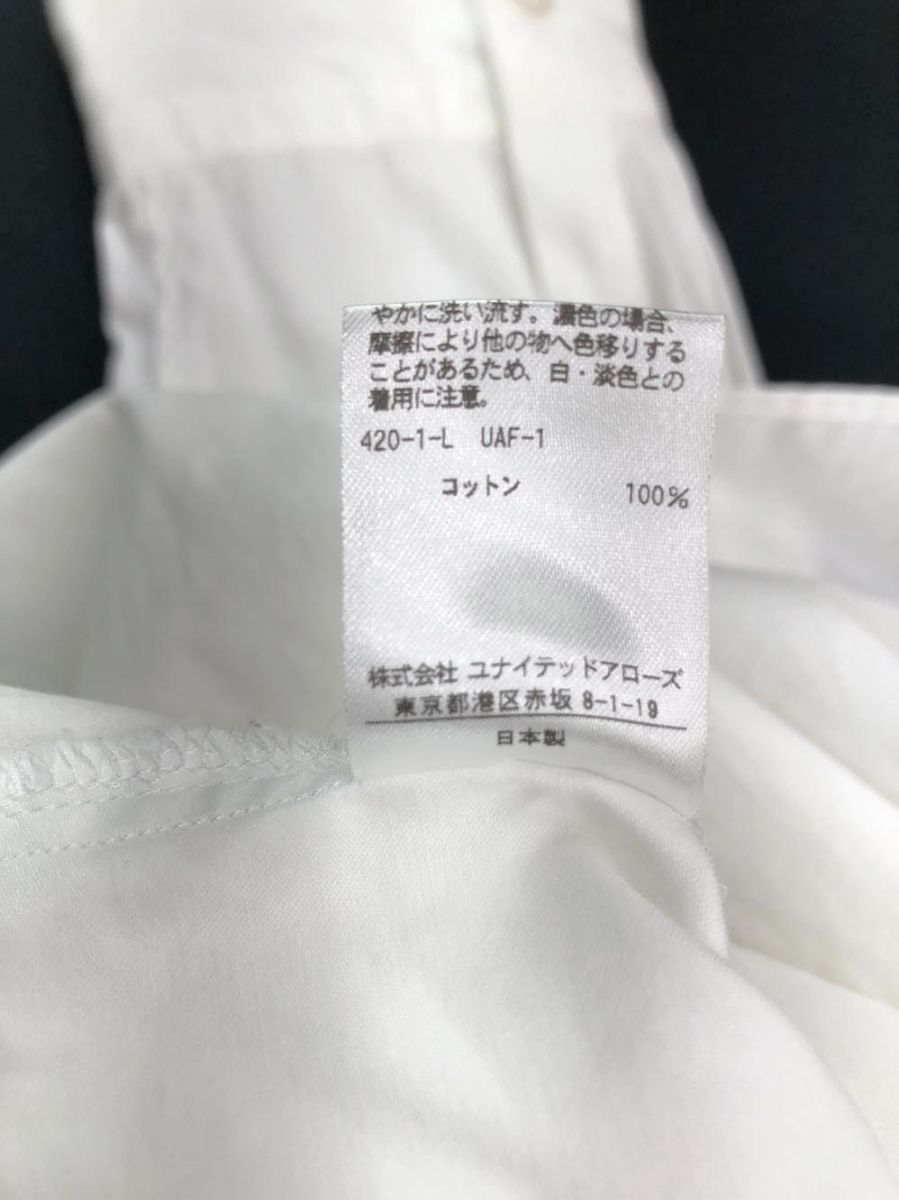 やかに洗い流す。濃色の場合、
摩擦により他の物へ色移りする
ことがあるため、白・淡色との
着用に注意。
420-1-L UAF-1
コットン 100%
株式会社 ユナイテッドアローズ
東京都港区赤坂 8-1-19
日本製